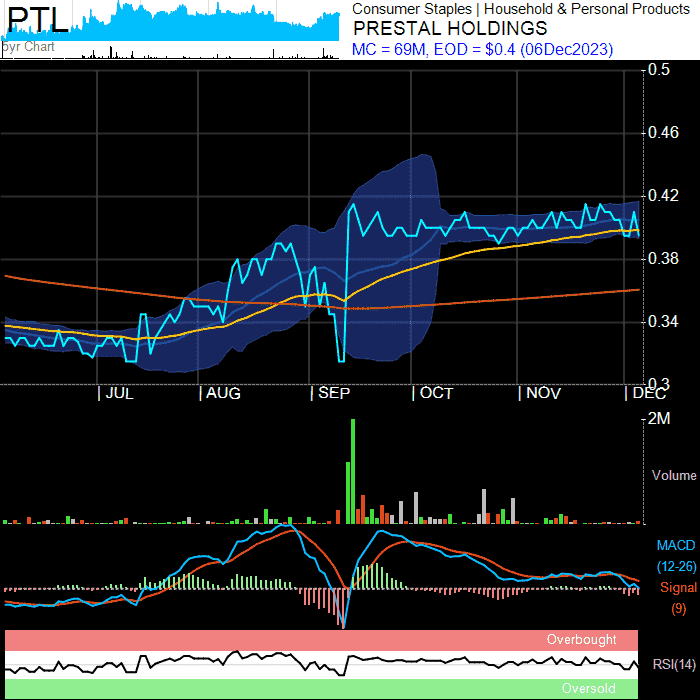 PTL
5yr Chart
Consumer Staples | Household & Personal Products
PRESTAL HOLDINGS
MC = 69M, EOD = $0.4 (06Dec2023)
0.5
0.46
0.42
0.38
0.34
0.3
| JUL
| AUG
| SEP
| OCT
| NOV
| DEC
2M
Volume
MACD
(12-26)
Signal
(9)
Overbought
RSI(14)
Oversold